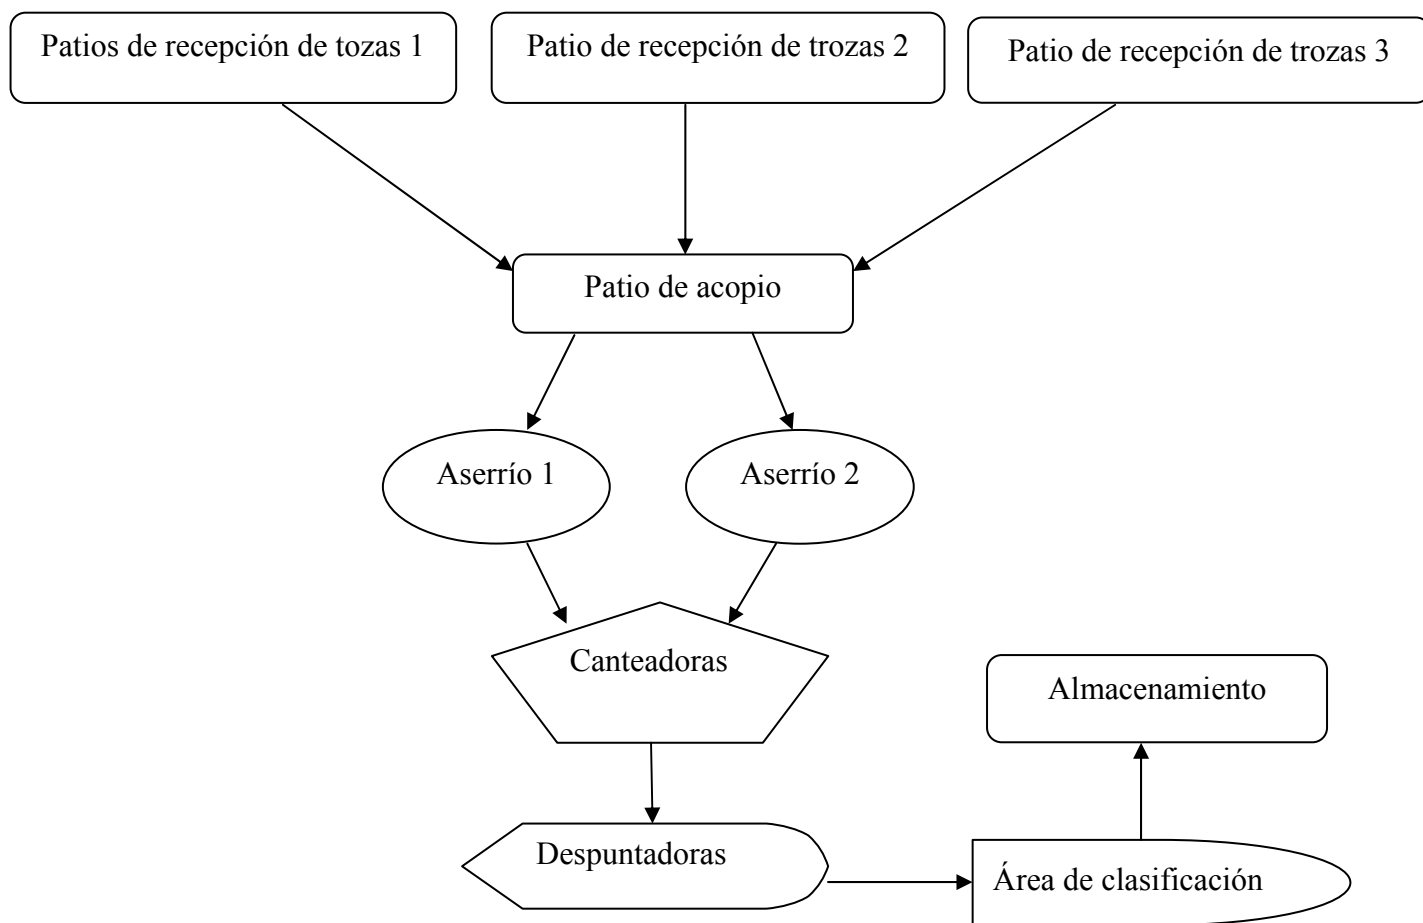 Patios de recepción de tozas 1
Patio de recepción de trozas 2
Patio de recepción de trozas 3
Patio de acopio
Aserrío 1
Aserrío 2
Canteadoras
Almacenamiento
Despuntadoras
Área de clasificación